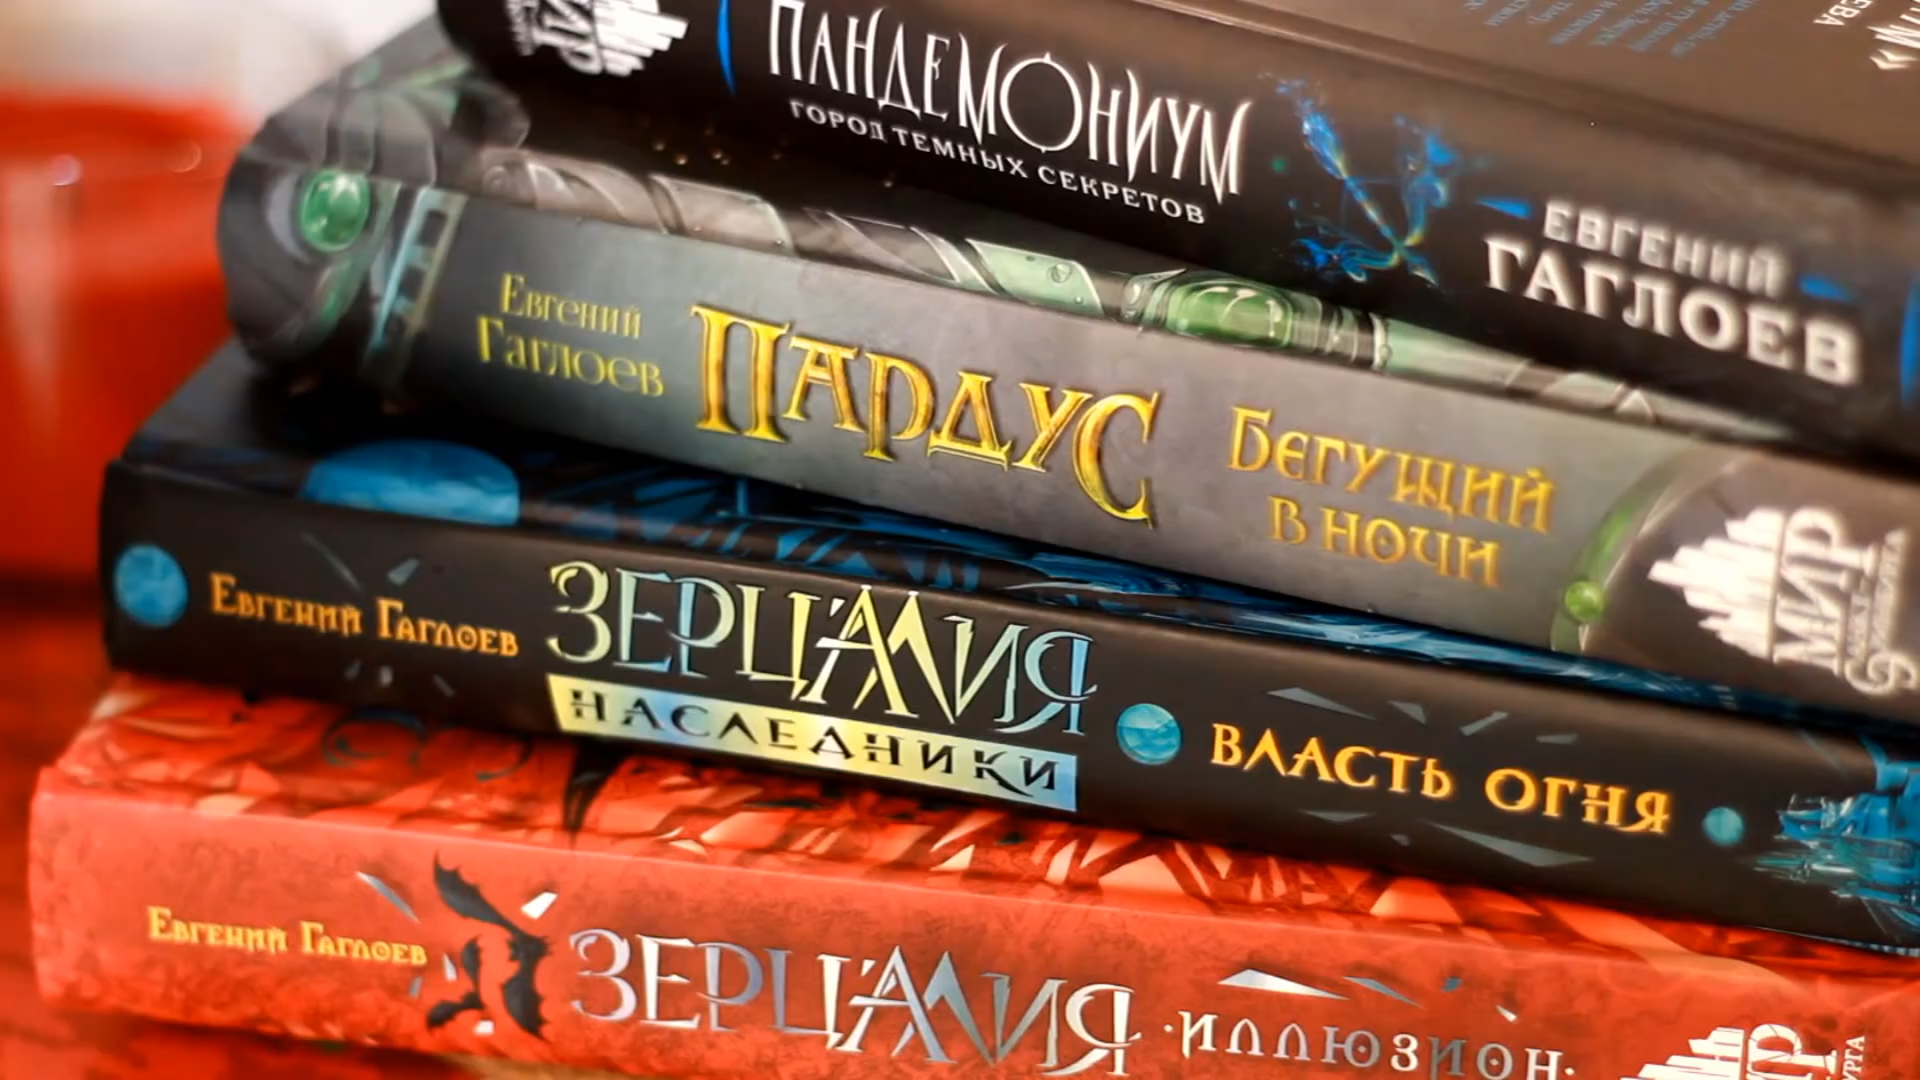 ПАНДЕМОНИУМ
ГОРОД ТЕМНЫХ СЕКРЕТОВ
ЕВГЕНИЙ
ГАГЛОЕВ
Евгений
Гаглоев
ПАРДУС
Бегущий
в ночи
МИР
Евгений Гаглоев
ЗЕРЦАЛИЯ
НАСЛЕДНИКИ
ВЛАСТЬ ОГНЯ
Евгений Гаглоев
ЗЕРЦАЛИЯ
·ИЛЛЮЗИОН·